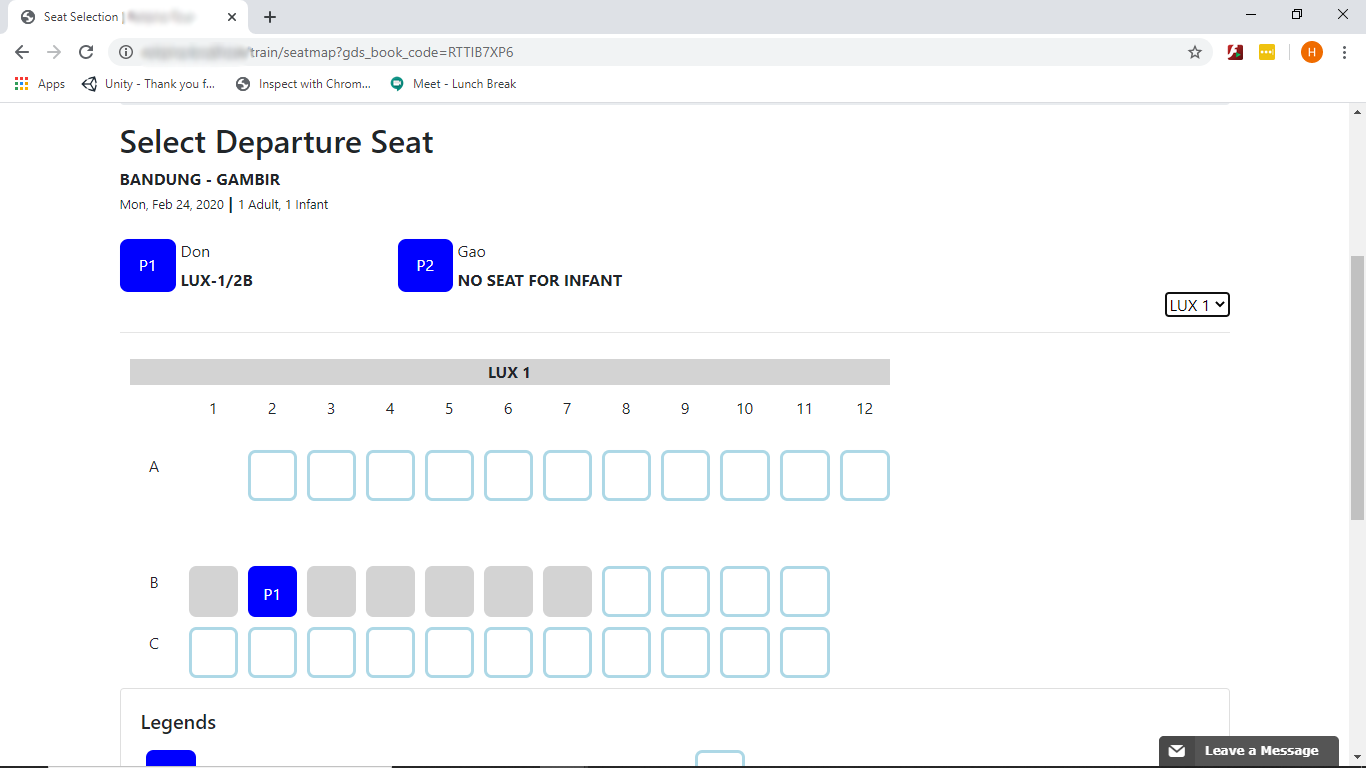 Seat Selection |
/train/seatmap?gds_book_code=RTTIB7XP6
H
Apps
Unity - Thank you f...
Inspect with Chrom...
Meet - Lunch Break
Select Departure Seat
BANDUNG - GAMBIR
Mon, Feb 24, 2020 | 1 Adult, 1 Infant
P1 Don
LUX-1/2B
P2 Gao
NO SEAT FOR INFANT
LUX 1
LUX 1
1 2 3 4 5 6 7 8 9 10 11 12
A
B P1
C
Legends
Leave a Message